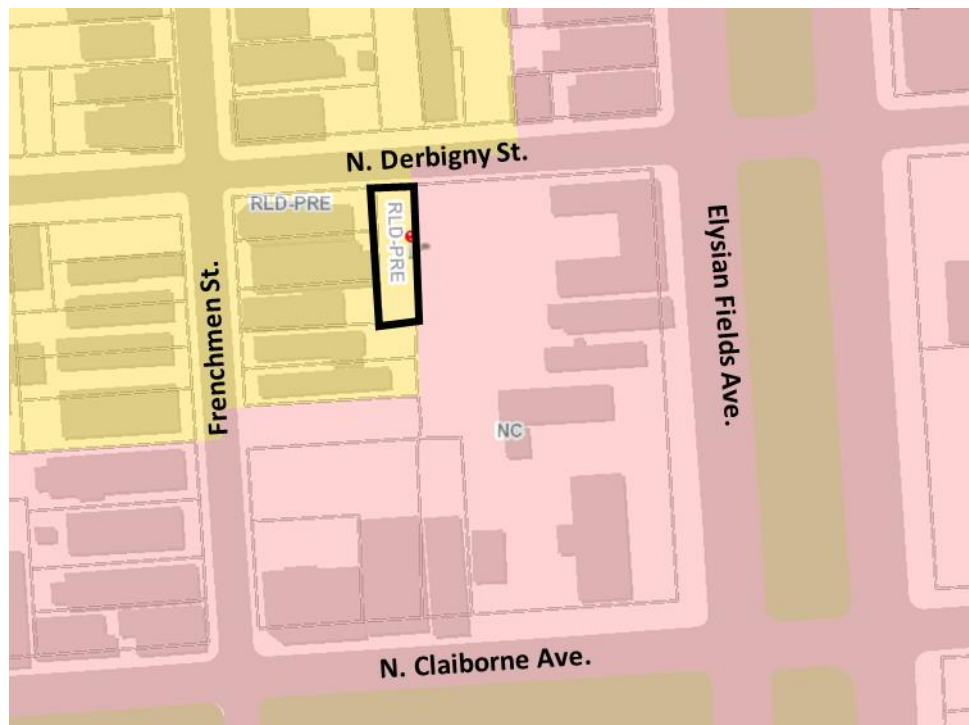 N. Derbigny St.
RLD-PRE
RLD-PRE
Elysian Fields Ave.
Frenchmen St.
NC
N. Claiborne Ave.